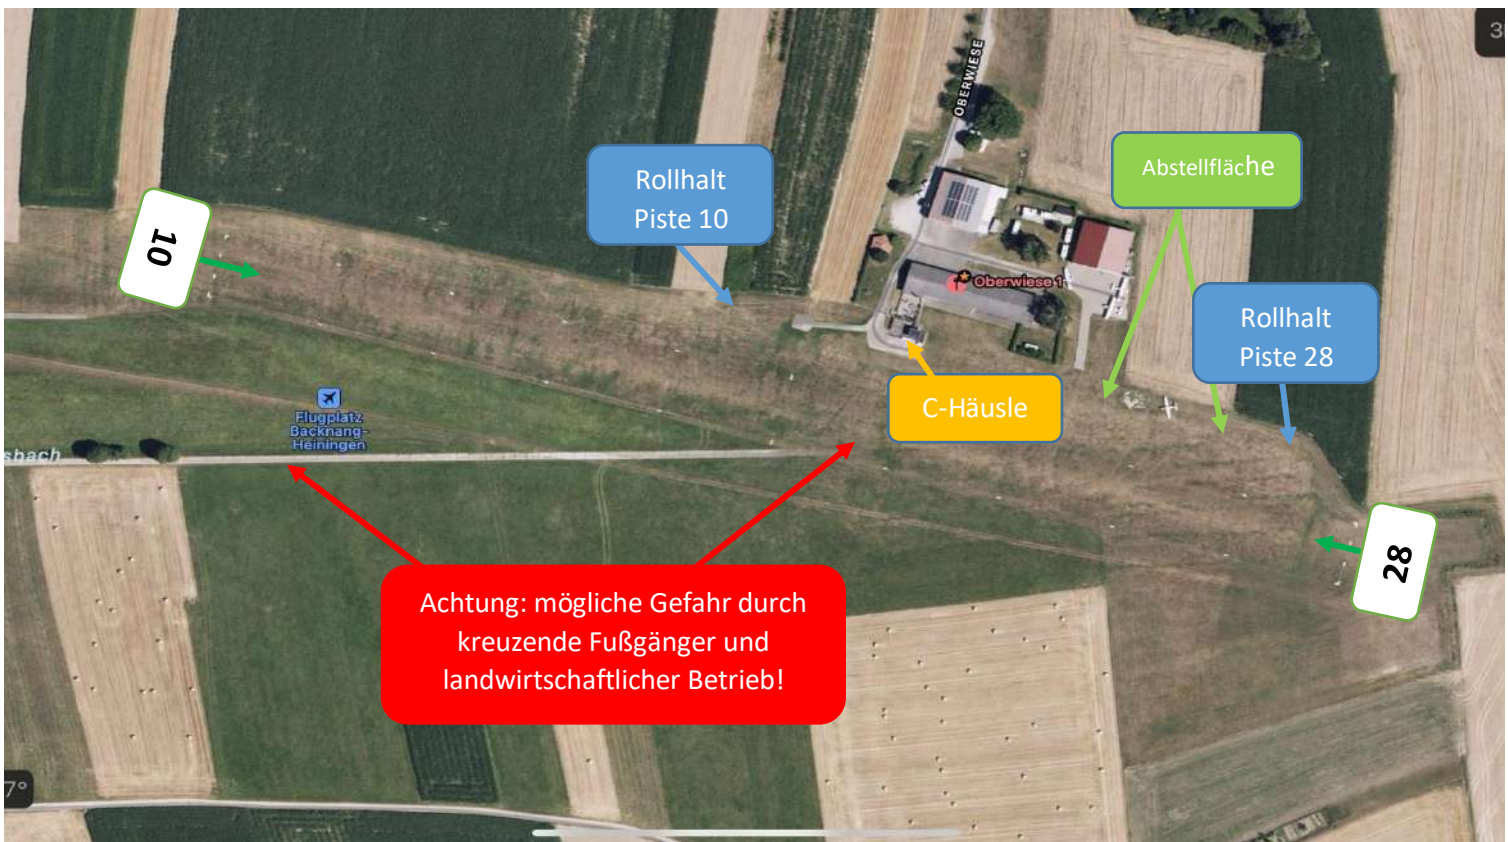 OBERWIESE
Rollhalt
Piste 10
Abstellfläche
10
Oberwiese 1
Rollhalt
Piste 28
C-Häusle
Flugplatz
Backnang-
Heiningen
sbach
28
Achtung: mögliche Gefahr durch
kreuzende Fußgänger und
landwirtschaftlicher Betrieb!
7°